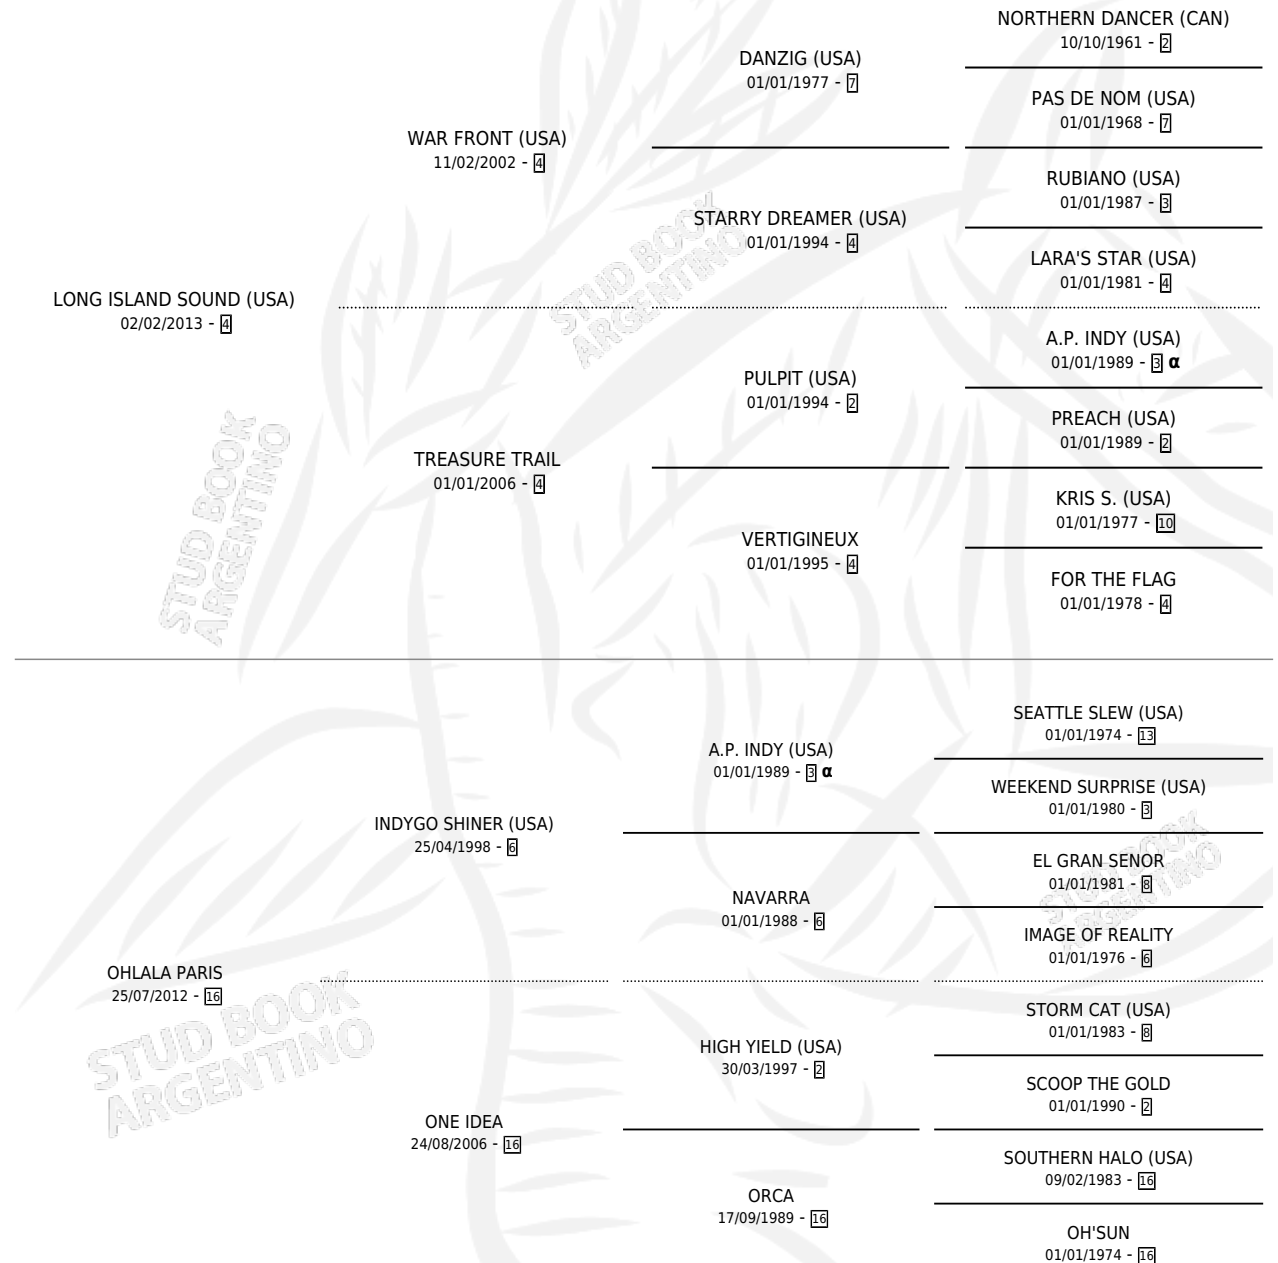 NORTHERN DANCER (CAN)
10/10/1961 - 2
DANZIG (USA)
01/01/1977 - 7
PAS DE NOM (USA)
01/01/1968 - 7
WAR FRONT (USA)
11/02/2002 - 4
RUBIANO (USA)
01/01/1987 - 3
STARRY DREAMER (USA)
01/01/1994 - 4
LARA'S STAR (USA)
01/01/1981 - 4
LONG ISLAND SOUND (USA)
02/02/2013 - 4
A.P. INDY (USA)
01/01/1989 - 3 α
PULPIT (USA)
01/01/1994 - 2
PREACH (USA)
01/01/1989 - 2
TREASURE TRAIL
01/01/2006 - 4
KRIS S. (USA)
01/01/1977 - 10
VERTIGINEUX
01/01/1995 - 4
FOR THE FLAG
01/01/1978 - 4
SEATTLE SLEW (USA)
01/01/1974 - 13
A.P. INDY (USA)
01/01/1989 - 3 α
WEEKEND SURPRISE (USA)
01/01/1980 - 3
INDYGO SHINER (USA)
25/04/1998 - 6
EL GRAN SENOR
01/01/1981 - 8
NAVARRA
01/01/1988 - 6
IMAGE OF REALITY
01/01/1976 - 6
OHLALA PARIS
25/07/2012 - 16
STORM CAT (USA)
01/01/1983 - 8
HIGH YIELD (USA)
30/03/1997 - 2
SCOOP THE GOLD
01/01/1990 - 2
ONE IDEA
24/08/2006 - 16
SOUTHERN HALO (USA)
09/02/1983 - 16
ORCA
17/09/1989 - 16
OH'SUN
01/01/1974 - 16
STUD BOOK
ARGENTINO
STUD BOOK
ARGENTINO
STUD BOOK
ARGENTINO
STUD BOOK
ARGENTINO